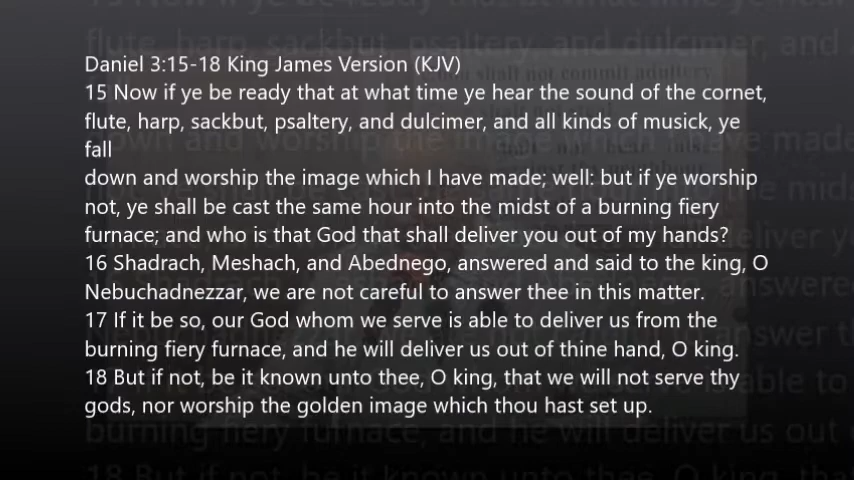 Daniel 3:15-18 King James Version (KJV)
15 Now if ye be ready that at what time ye hear the sound of the cornet,
flute, harp, sackbut, psaltery, and dulcimer, and all kinds of musick, ye
fall
down and worship the image which I have made; well: but if ye worship
not, ye shall be cast the same hour into the midst of a burning fiery
furnace; and who is that God that shall deliver you out of my hands?
16 Shadrach, Meshach, and Abednego, answered and said to the king, O
Nebuchadnezzar, we are not careful to answer thee in this matter.
17 If it be so, our God whom we serve is able to deliver us from the
burning fiery furnace, and he will deliver us out of thine hand, O king.
18 But if not, be it known unto thee, O king, that we will not serve thy
gods, nor worship the golden image which thou hast set up.